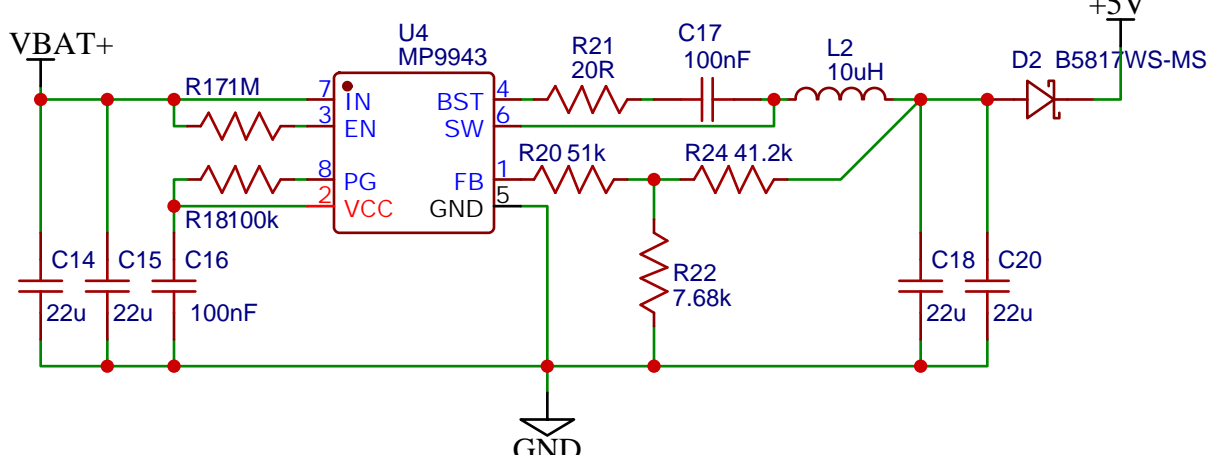 +5V
VBAT+
U4
MP9943
R21
20R
C17
100nF
L2
10uH
D2 B5817WS-MS
R171M
7 IN
3 EN
8 PG
2 VCC
BST 4
SW 6
FB 1
GND 5
R20 51k
R24 41.2k
R18100k
C14
22u
C15
22u
C16
100nF
R22
7.68k
C18
22u
C20
22u
GND